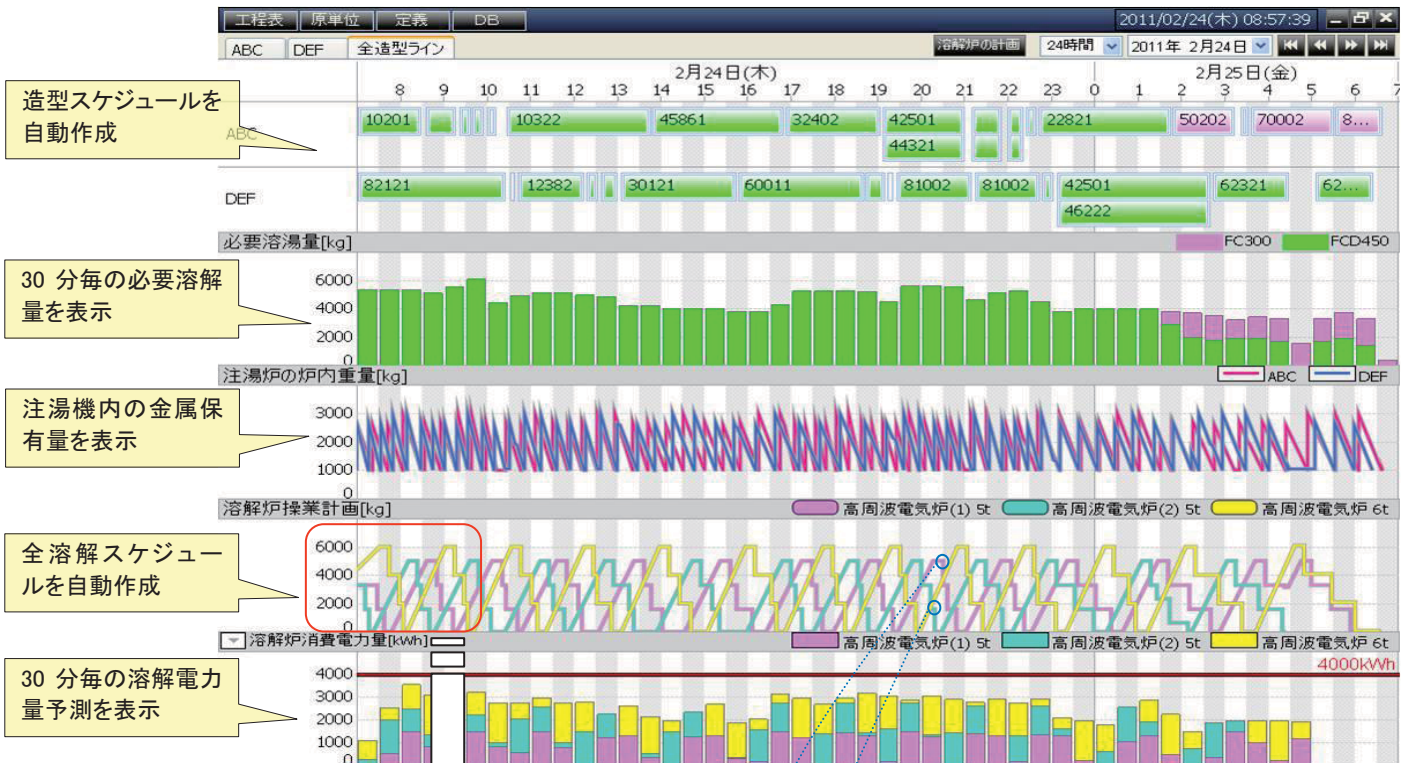 工程表 原単位 定義 DB 2011/02/24(木) 08:57:39
ABC DEF 全造型ライン 溶解炉の計画 24時間 2011年 2月24日
2月24日(木) 2月25日(金)
8 9 10 11 12 13 14 15 16 17 18 19 20 21 22 23 0 1 2 3 4 5 6 7
造型スケジュールを
自動作成
ABC
10201 10322 45861 32402 42501 22821 50202 70002 8...
44321
DEF
82121 12382 30121 60011 81002 81002 42501 62321 62...
46222
必要溶湯量[kg] FC300 FCD450
30 分毎の必要溶解
量を表示
6000
4000
2000
0
注湯炉の炉内重量[kg] ABC DEF
注湯機内の金属保
有量を表示
3000
2000
1000
0
溶解炉操業計画[kg] 高周波電気炉(1) 5t 高周波電気炉(2) 5t 高周波電気炉 6t
全溶解スケジュー
ルを自動作成
6000
4000
2000
0
溶解炉消費電力量[kWh] 高周波電気炉(1) 5t 高周波電気炉(2) 5t 高周波電気炉 6t
30 分毎の溶解電力
量予測を表示
4000kWh
4000
3000
2000
1000
0